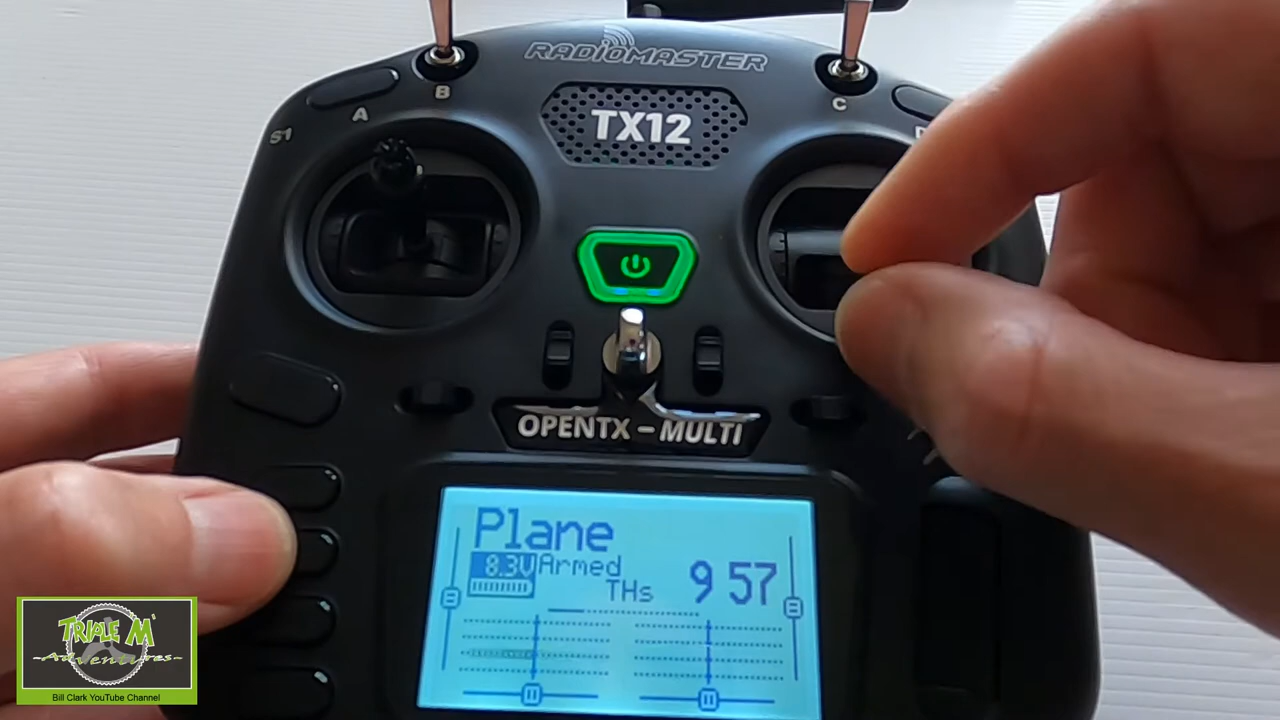 RADIOMASTER
B
C
A
S1
TX12
OPENTX – MULTI
Plane
8.3V Armed
THs
9 57
TRIPLE M
Adventures
Bill Clark YouTube Channel